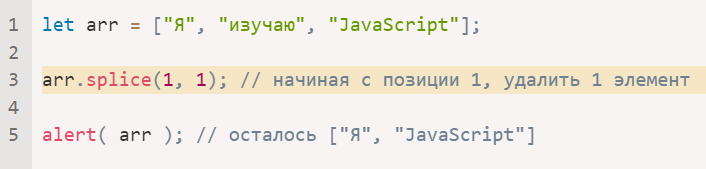 1 let arr = ["Я", "изучаю", "JavaScript"];
2
3 arr.splice(1, 1); // начиная с позиции 1, удалить 1 элемент
4
5 alert( arr ); // осталось ["Я", "JavaScript"]